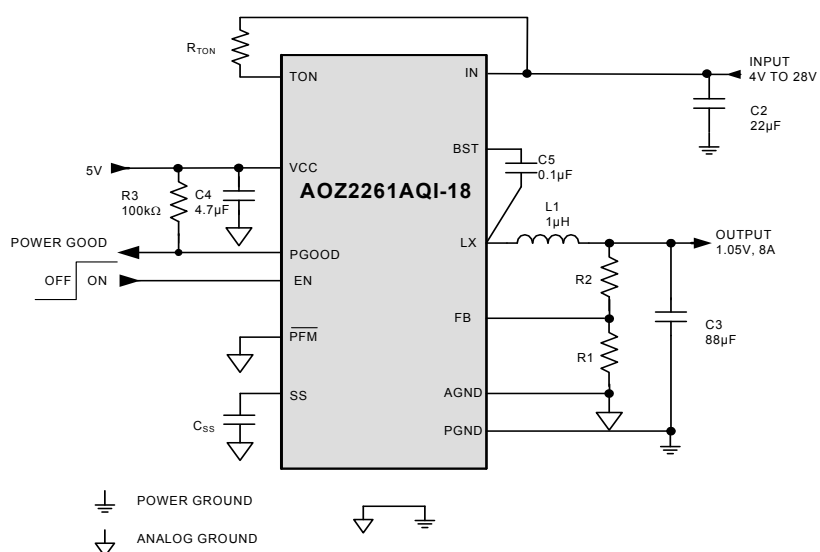 R_TON
TON
IN
INPUT
4V TO 28V
C2
22µF
BST
C5
0.1µF
5V
VCC
AOZ2261AQI-18
R3
100kΩ
C4
4.7µF
L1
1µH
LX
OUTPUT
1.05V, 8A
POWER GOOD
PGOOD
OFF
ON
EN
R2
FB
C3
88µF
PFM
R1
SS
AGND
C_SS
PGND
POWER GROUND
ANALOG GROUND